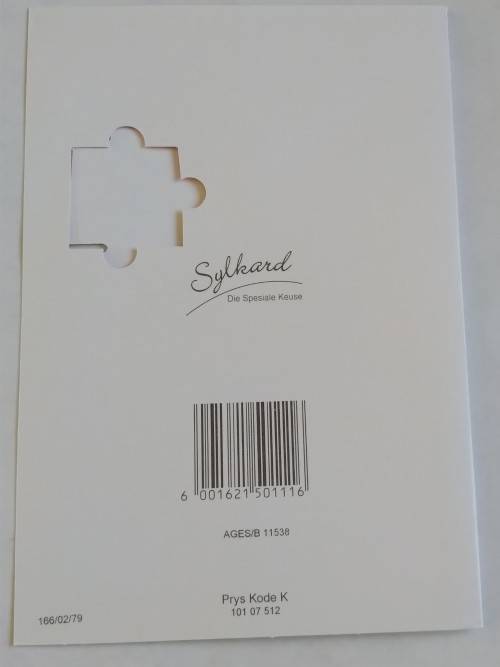 Sylkard
Die Spesiale Keuse
6 001621 501116
AGES/B 11538
Prys Kode K
101 07 512
166/02/79